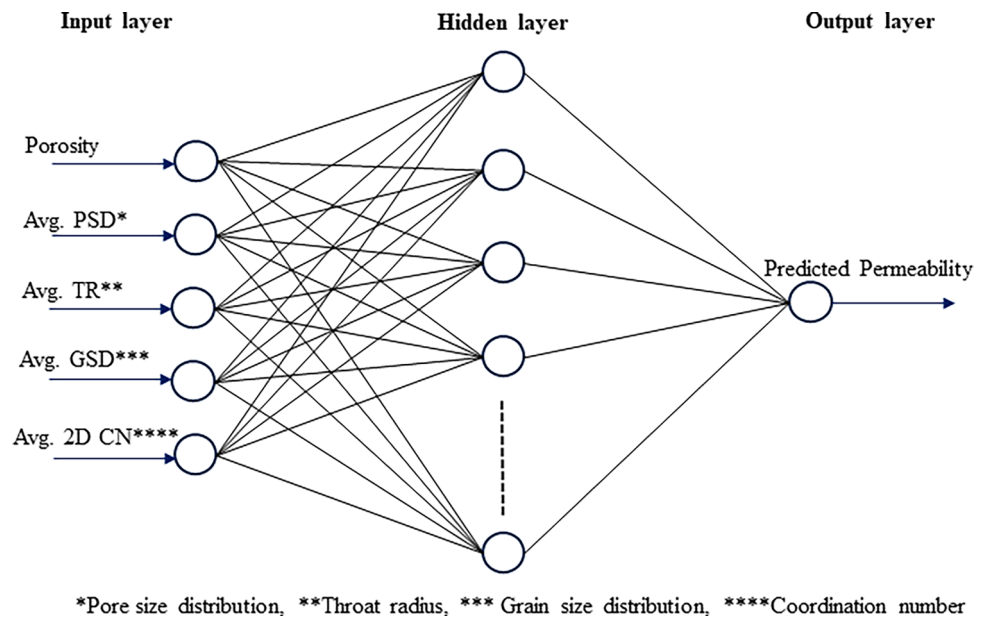 Input layer
Hidden layer
Output layer
Porosity
Avg. PSD*
Avg. TR**
Avg. GSD***
Avg. 2D CN****
Predicted Permeability
*Pore size distribution, **Throat radius, *** Grain size distribution, ****Coordination number